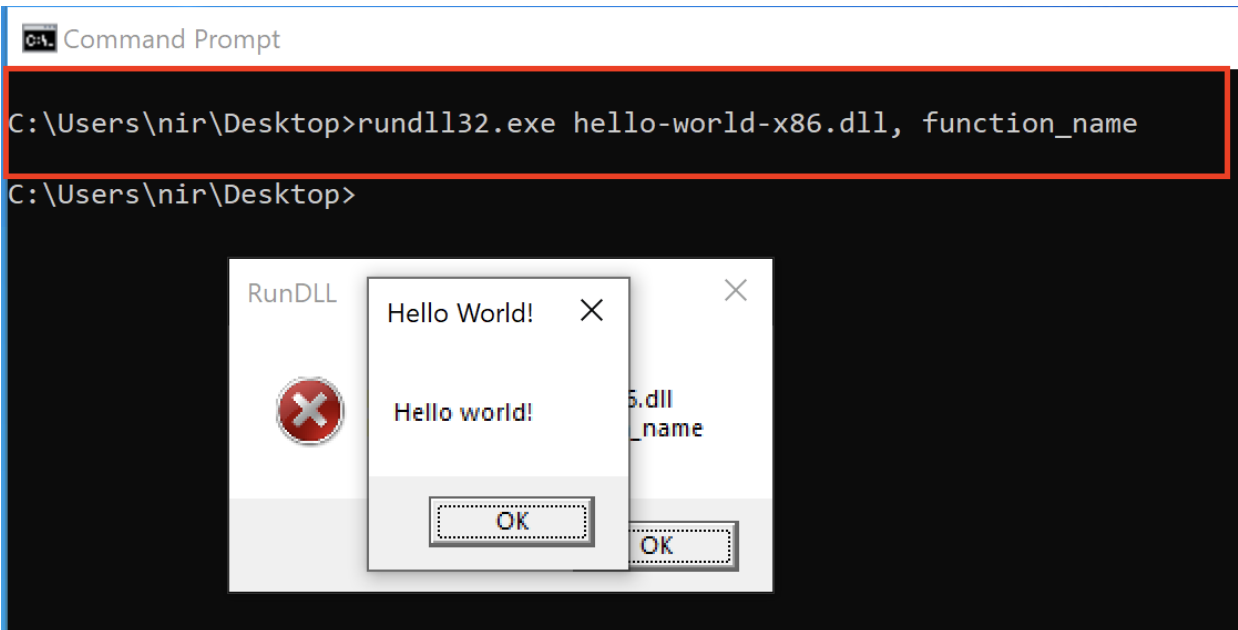 Command Prompt
C:\Users\nir\Desktop>rundll32.exe hello-world-x86.dll, function_name
C:\Users\nir\Desktop>
RunDLL
Hello World!
Hello world!
.dll
_name
OK
OK